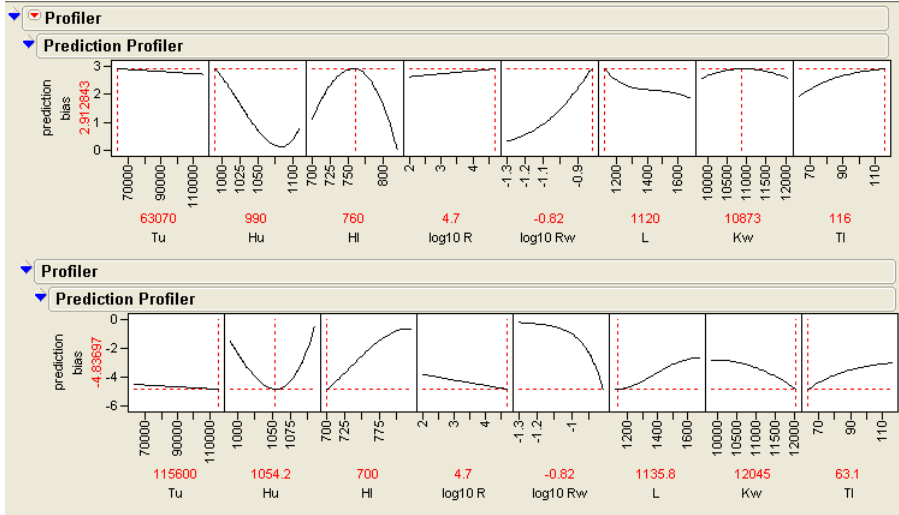 Profiler
Prediction Profiler
prediction
bias
2.912843
3
2
1
0
70000 90000 110000 1000 1025 1050 1100 700 725 750 800 2 3 4 -1.3 -1.2 -1.1 -0.9 1200 1400 1600 10000 10500 11000 11500 12000 70 90 110
63070 990 760 4.7 -0.82 1120 10873 116
Tu Hu Hl log10 R log10 Rw L Kw Tl
Profiler
Prediction Profiler
prediction
bias
-4.83697
0
-2
-4
-6
70000 90000 110000 1000 1050 1075 700 725 775 2 3 4 -1.3 -1.2 -1 1200 1400 1600 10000 10500 11000 11500 12000 70 90 110
115600 1054.2 700 4.7 -0.82 1135.8 12045 63.1
Tu Hu Hl log10 R log10 Rw L Kw Tl